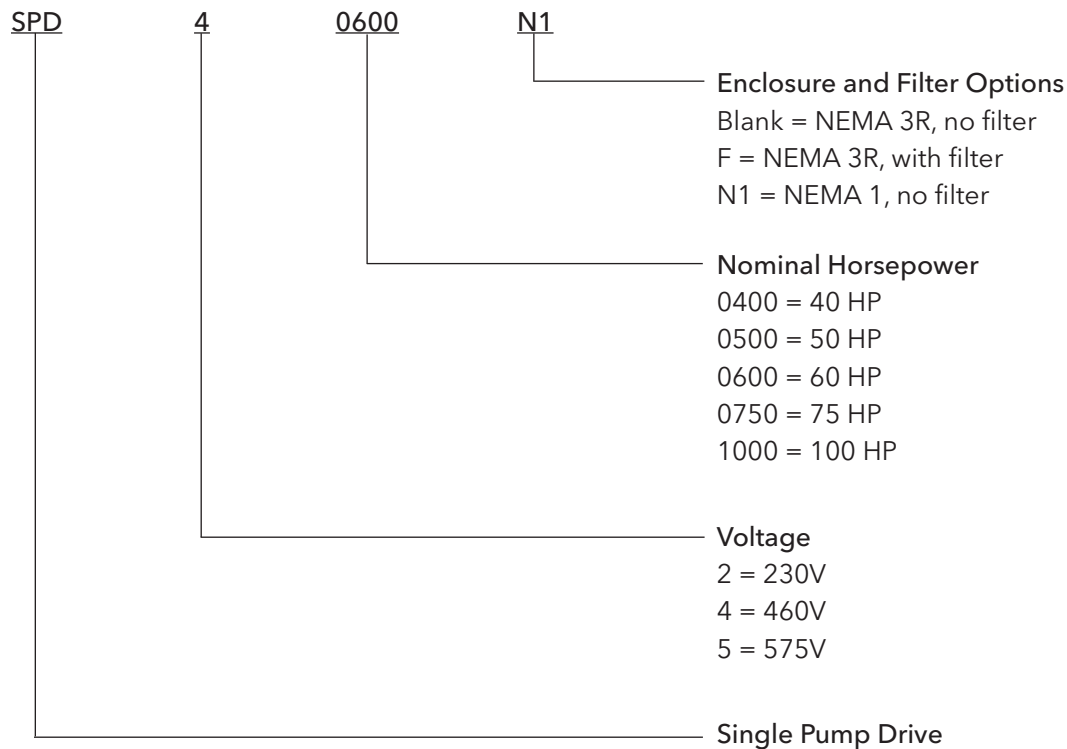 SPD 4 0600 N1
Enclosure and Filter Options
Blank = NEMA 3R, no filter
F = NEMA 3R, with filter
N1 = NEMA 1, no filter
Nominal Horsepower
0400 = 40 HP
0500 = 50 HP
0600 = 60 HP
0750 = 75 HP
1000 = 100 HP
Voltage
2 = 230V
4 = 460V
5 = 575V
Single Pump Drive